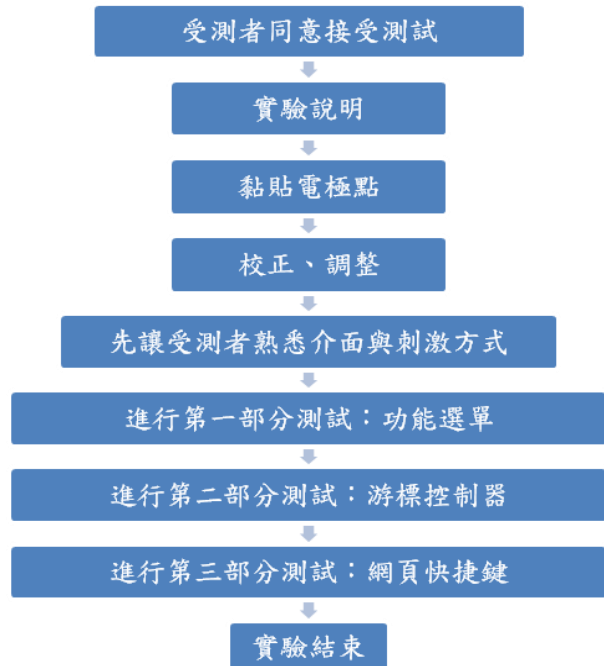 受測者同意接受測試
實驗說明
黏貼電極點
校正、調整
先讓受測者熟悉介面與刺激方式
進行第一部分測試：功能選單
進行第二部分測試：游標控制器
進行第三部分測試：網頁快捷鍵
實驗結束